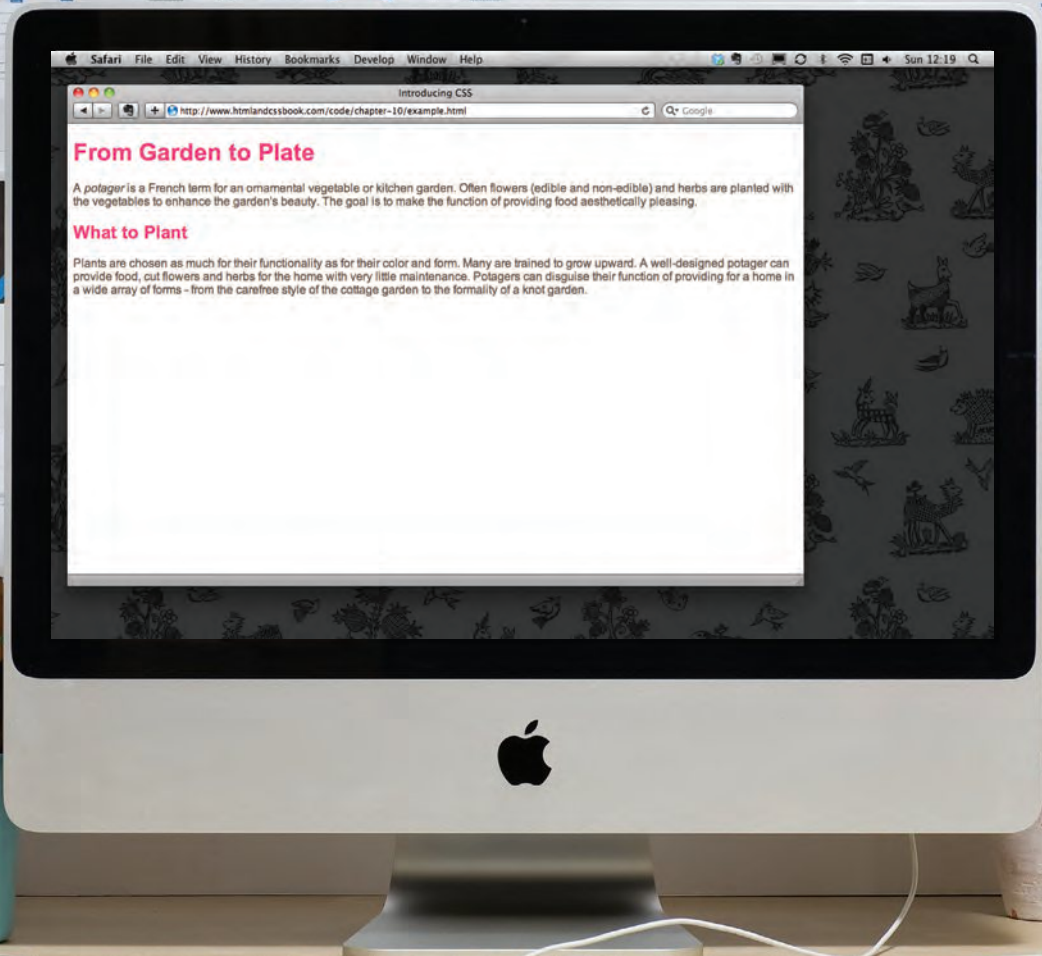 Safari File Edit View History Bookmarks Develop Window Help Sun 12:19
Introducing CSS
http://www.htmlandcssbook.com/code/chapter-10/example.html Google
From Garden to Plate
A potager is a French term for an ornamental vegetable or kitchen garden. Often flowers (edible and non-edible) and herbs are planted with
the vegetables to enhance the garden's beauty. The goal is to make the function of providing food aesthetically pleasing.
What to Plant
Plants are chosen as much for their functionality as for their color and form. Many are trained to grow upward. A well-designed potager can
provide food, cut flowers and herbs for the home with very little maintenance. Potagers can disguise their function of providing for a home in
a wide array of forms - from the carefree style of the cottage garden to the formality of a knot garden.